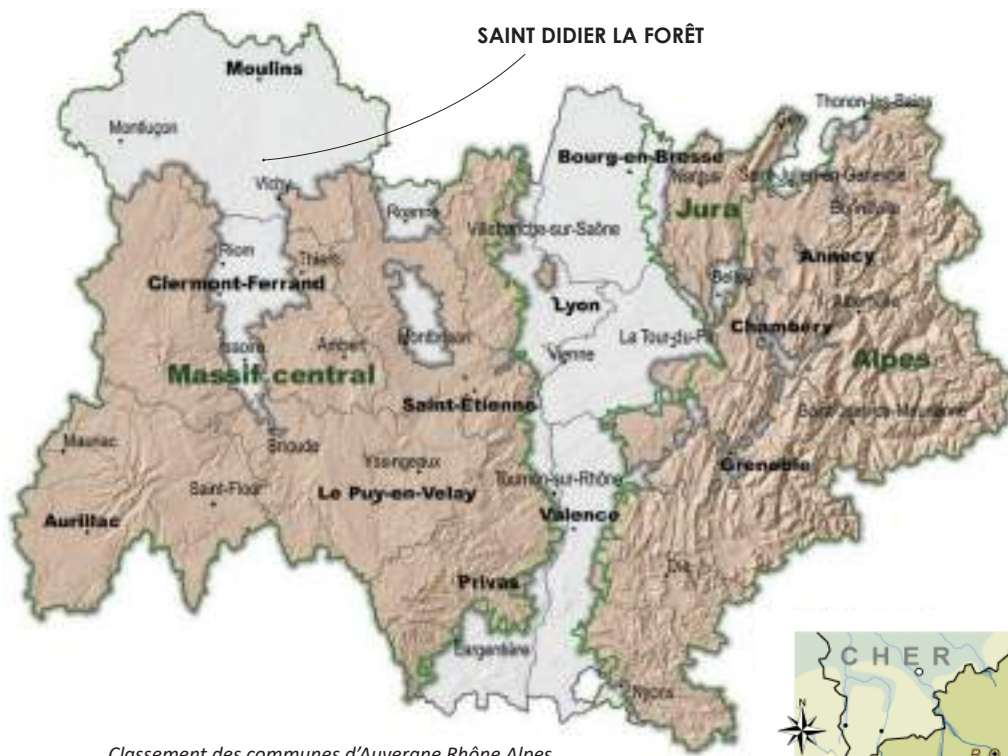 SAINT DIDIER LA FORÊT
Moulins
Thonon-les-Bains
Montluçon
Bourg-en-Bresse
Nantua
Saint-Julien-en-Genevois
Vichy
Roanne
Jura
Bonneville
Villefranche-sur-Saône
Riom
Thiers
Annecy
Belley
Clermont-Ferrand
Lyon
Albertville
Chambéry
Issoire
Ambert
Montbrison
La Tour-du-Pin
Vienne
Alpes
Massif central
Saint-Etienne
Saint-Jean-de-Maurienne
Mauriac
Brioude
Yssingeaux
Grenoble
Saint-Flour
Le Puy-en-Velay
Tournon-sur-Rhône
Aurillac
Valence
Die
Privas
Largentière
CHER
Nyons
N
Classement des communes d'Auvergne Rhône Alpes